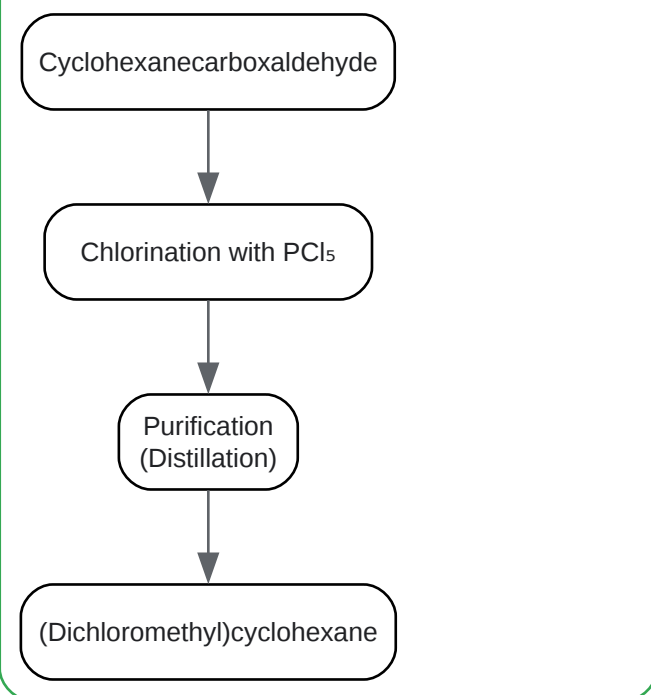 Cyclohexanecarboxaldehyde
Chlorination with PCl₅
Purification
(Distillation)
(Dichloromethyl)cyclohexane